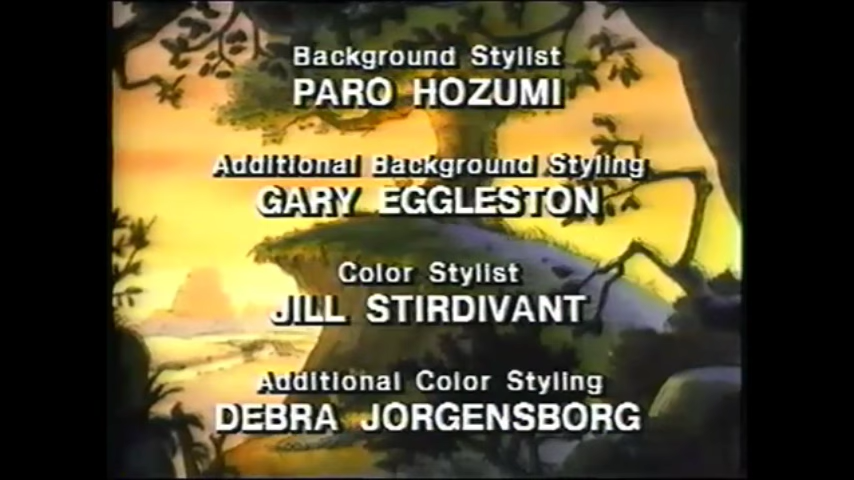 Background Stylist
PARO HOZUMI
Additional Background Styling
GARY EGGLESTON
Color Stylist
JILL STIRDIVANT
Additional Color Styling
DEBRA JORGENSBORG